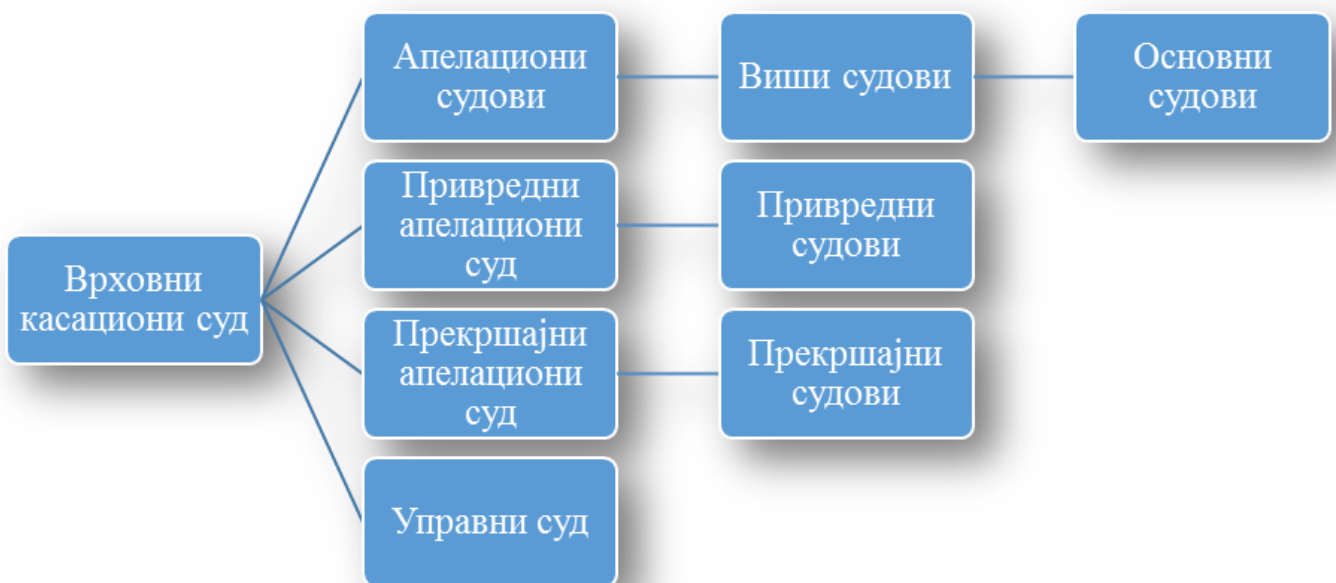 Апелациони
судови
Виши судови
Основни
судови
Привредни
апелациони
суд
Привредни
судови
Врховни
касациони суд
Прекршајни
апелациони
суд
Прекршајни
судови
Управни суд